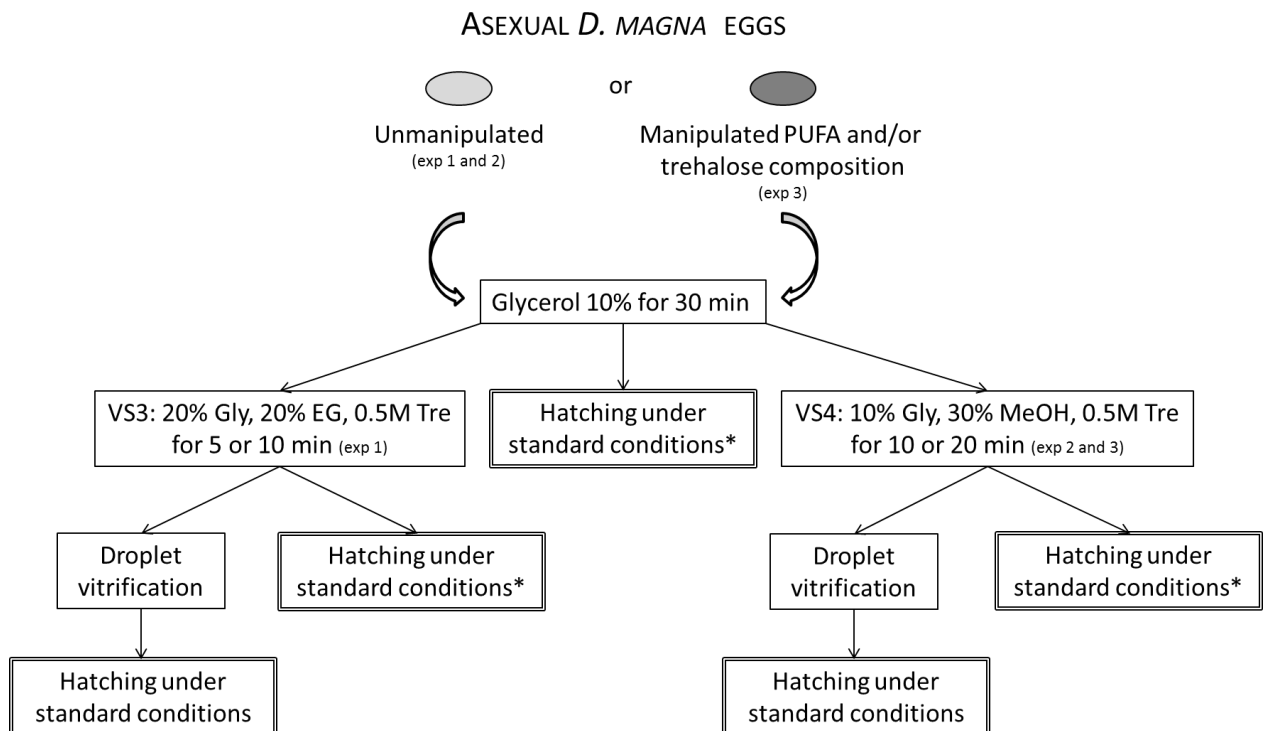 ASEXUAL D. MAGNA EGGS
or
Unmanipulated
(exp 1 and 2)
Manipulated PUFA and/or
trehalose composition
(exp 3)
Glycerol 10% for 30 min
VS3: 20% Gly, 20% EG, 0.5M Tre
for 5 or 10 min (exp 1)
Hatching under
standard conditions*
VS4: 10% Gly, 30% MeOH, 0.5M Tre
for 10 or 20 min (exp 2 and 3)
Droplet
vitrification
Hatching under
standard conditions*
Droplet
vitrification
Hatching under
standard conditions*
Hatching under
standard conditions
Hatching under
standard conditions